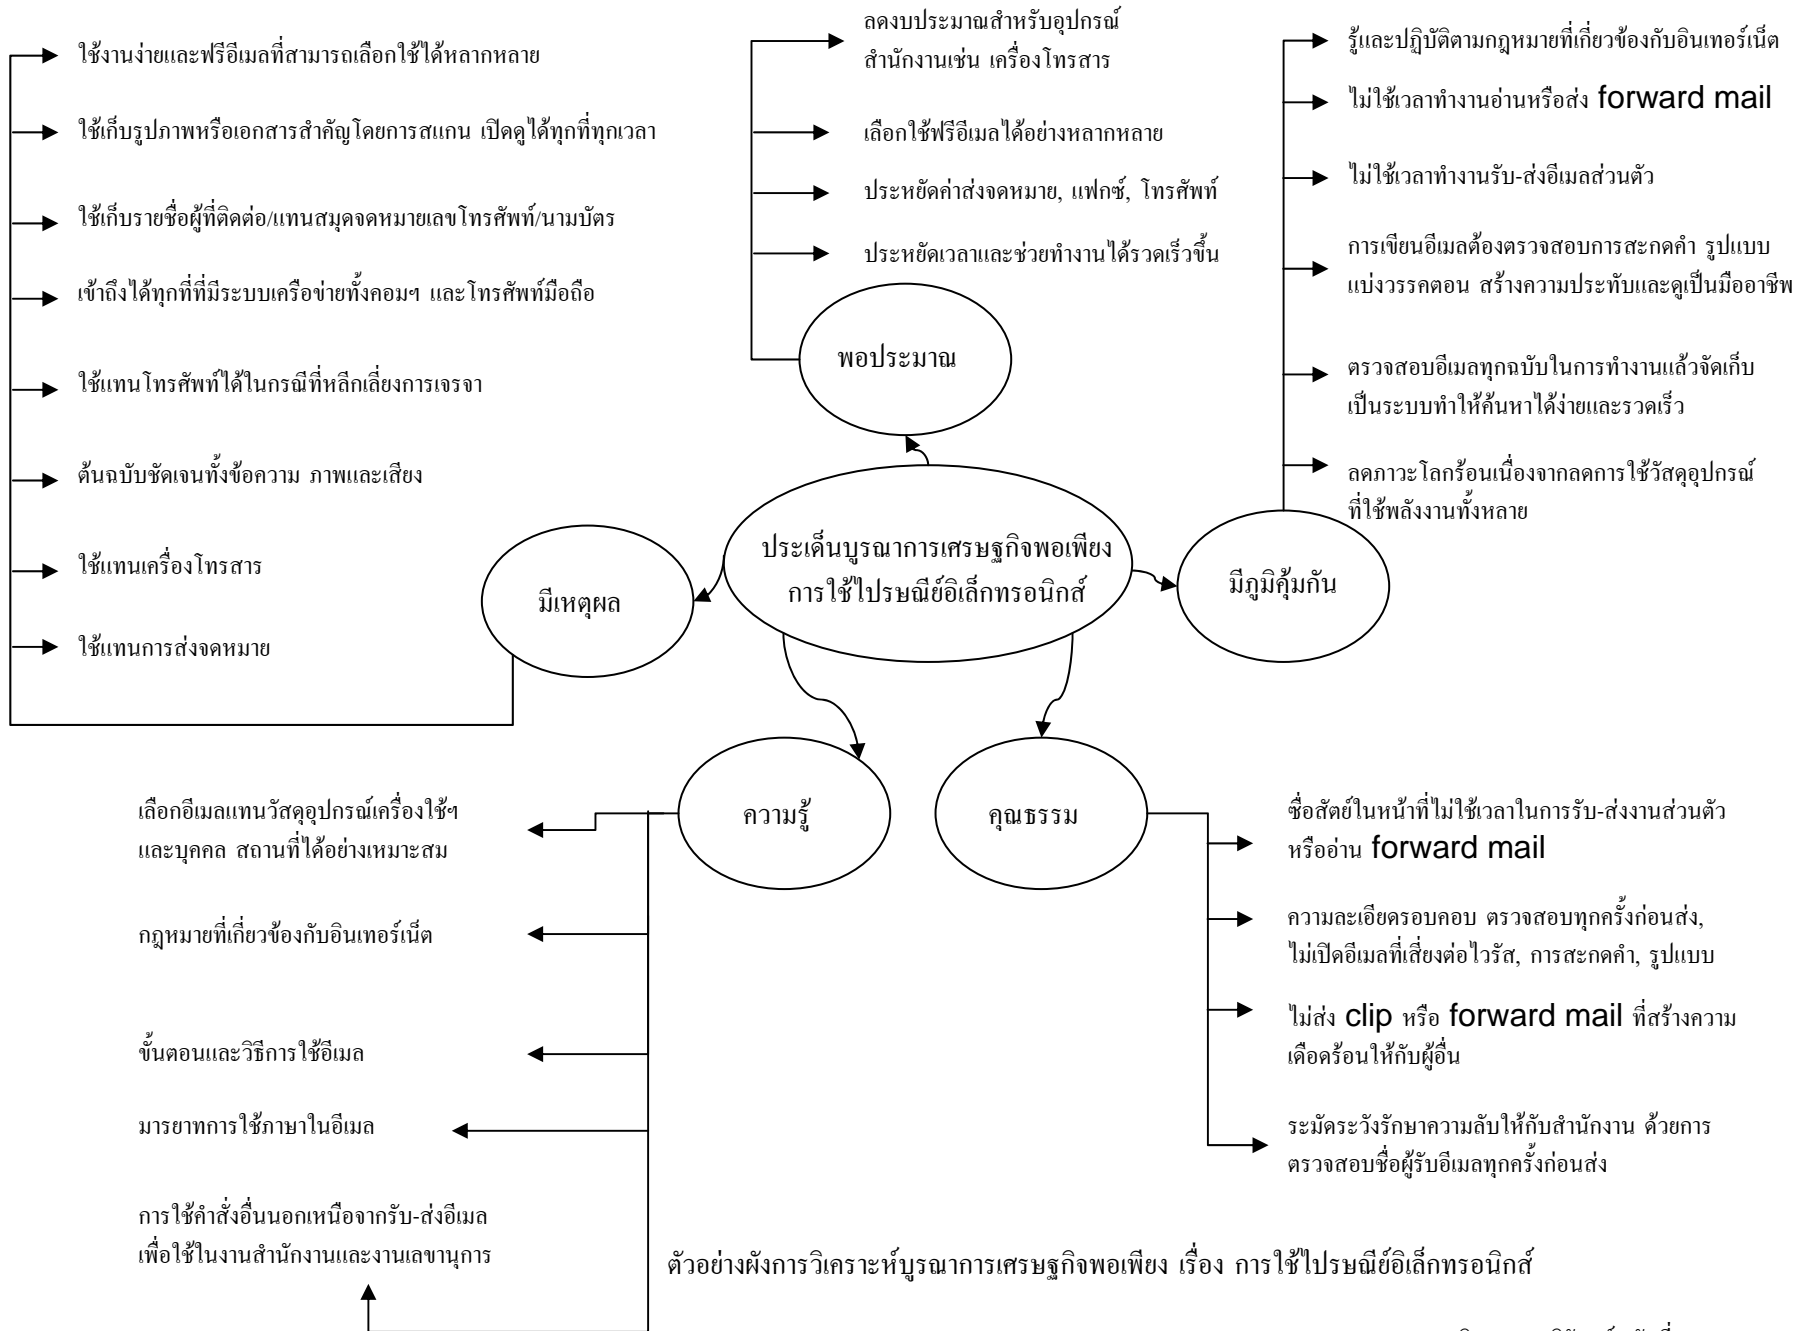 ใช้งานง่ายและฟรีอีเมลที่สามารถเลือกใช้ได้หลากหลาย
ใช้เก็บรูปภาพหรือเอกสารสำคัญโดยการสแกน เปิดดูได้ทุกที่ทุกเวลา
ใช้เก็บรายชื่อผู้ที่ติดต่อ/แทนสมุดจดหมายเลขโทรศัพท์/นามบัตร
เข้าถึงได้ทุกที่ที่มีระบบเครือข่ายทั้งคอมฯ และโทรศัพท์มือถือ
ใช้แทนโทรศัพท์ได้ในกรณีที่หลีกเลี่ยงการเจรจา
ต้นฉบับชัดเจนทั้งข้อความ ภาพและเสียง
ใช้แทนเครื่องโทรสาร
ใช้แทนการส่งจดหมาย
มีเหตุผล
ลดงบประมาณสำหรับอุปกรณ์
สำนักงานเช่น เครื่องโทรสาร
เลือกใช้ฟรีอีเมลได้อย่างหลากหลาย
ประหยัดค่าส่งจดหมาย, แฟกซ์, โทรศัพท์
ประหยัดเวลาและช่วยทำงานได้รวดเร็วขึ้น
พอประมาณ
ประเด็นบูรณาการเศรษฐกิจพอเพียง
การใช้ไปรษณีย์อิเล็กทรอนิกส์
รู้และปฏิบัติตามกฎหมายที่เกี่ยวข้องกับอินเทอร์เน็ต
ไม่ใช้เวลาทำงานอ่านหรือส่ง forward mail
ไม่ใช้เวลาทำงานรับ-ส่งอีเมลส่วนตัว
การเขียนอีเมลต้องตรวจสอบการสะกดคำ รูปแบบ
แบ่งวรรคตอน สร้างความประทับและดูเป็นมืออาชีพ
ตรวจสอบอีเมลทุกฉบับในการทำงานแล้วจัดเก็บ
เป็นระบบทำให้ค้นหาได้ง่ายและรวดเร็ว
ลดภาวะโลกร้อนเนื่องจากลดการใช้วัสดุอุปกรณ์
ที่ใช้พลังงานทั้งหลาย
มีภูมิคุ้มกัน
ความรู้
คุณธรรม
เลือกอีเมลแทนวัสดุอุปกรณ์เครื่องใช้ฯ
และบุคคล สถานที่ได้อย่างเหมาะสม
กฎหมายที่เกี่ยวข้องกับอินเทอร์เน็ต
ขั้นตอนและวิธีการใช้อีเมล
มารยาทการใช้ภาษาในอีเมล
การใช้คำสั่งอื่นนอกเหนือจากรับ-ส่งอีเมล
เพื่อใช้ในงานสำนักงานและงานเลขานุการ
ซื่อสัตย์ในหน้าที่ไม่ใช้เวลาในการรับ-ส่งงานส่วนตัว
หรืออ่าน forward mail
ความละเอียดรอบคอบ ตรวจสอบทุกครั้งก่อนส่ง,
ไม่เปิดอีเมลที่เสี่ยงต่อไวรัส, การสะกดคำ, รูปแบบ
ไม่ส่ง clip หรือ forward mail ที่สร้างความ
เดือดร้อนให้กับผู้อื่น
ระมัดระวังรักษาความลับให้กับสำนักงาน ด้วยการ
ตรวจสอบชื่อผู้รับอีเมลทุกครั้งก่อนส่ง
ตัวอย่างผังการวิเคราะห์บูรณาการเศรษฐกิจพอเพียง เรื่อง การใช้ไปรษณีย์อิเล็กทรอนิกส์